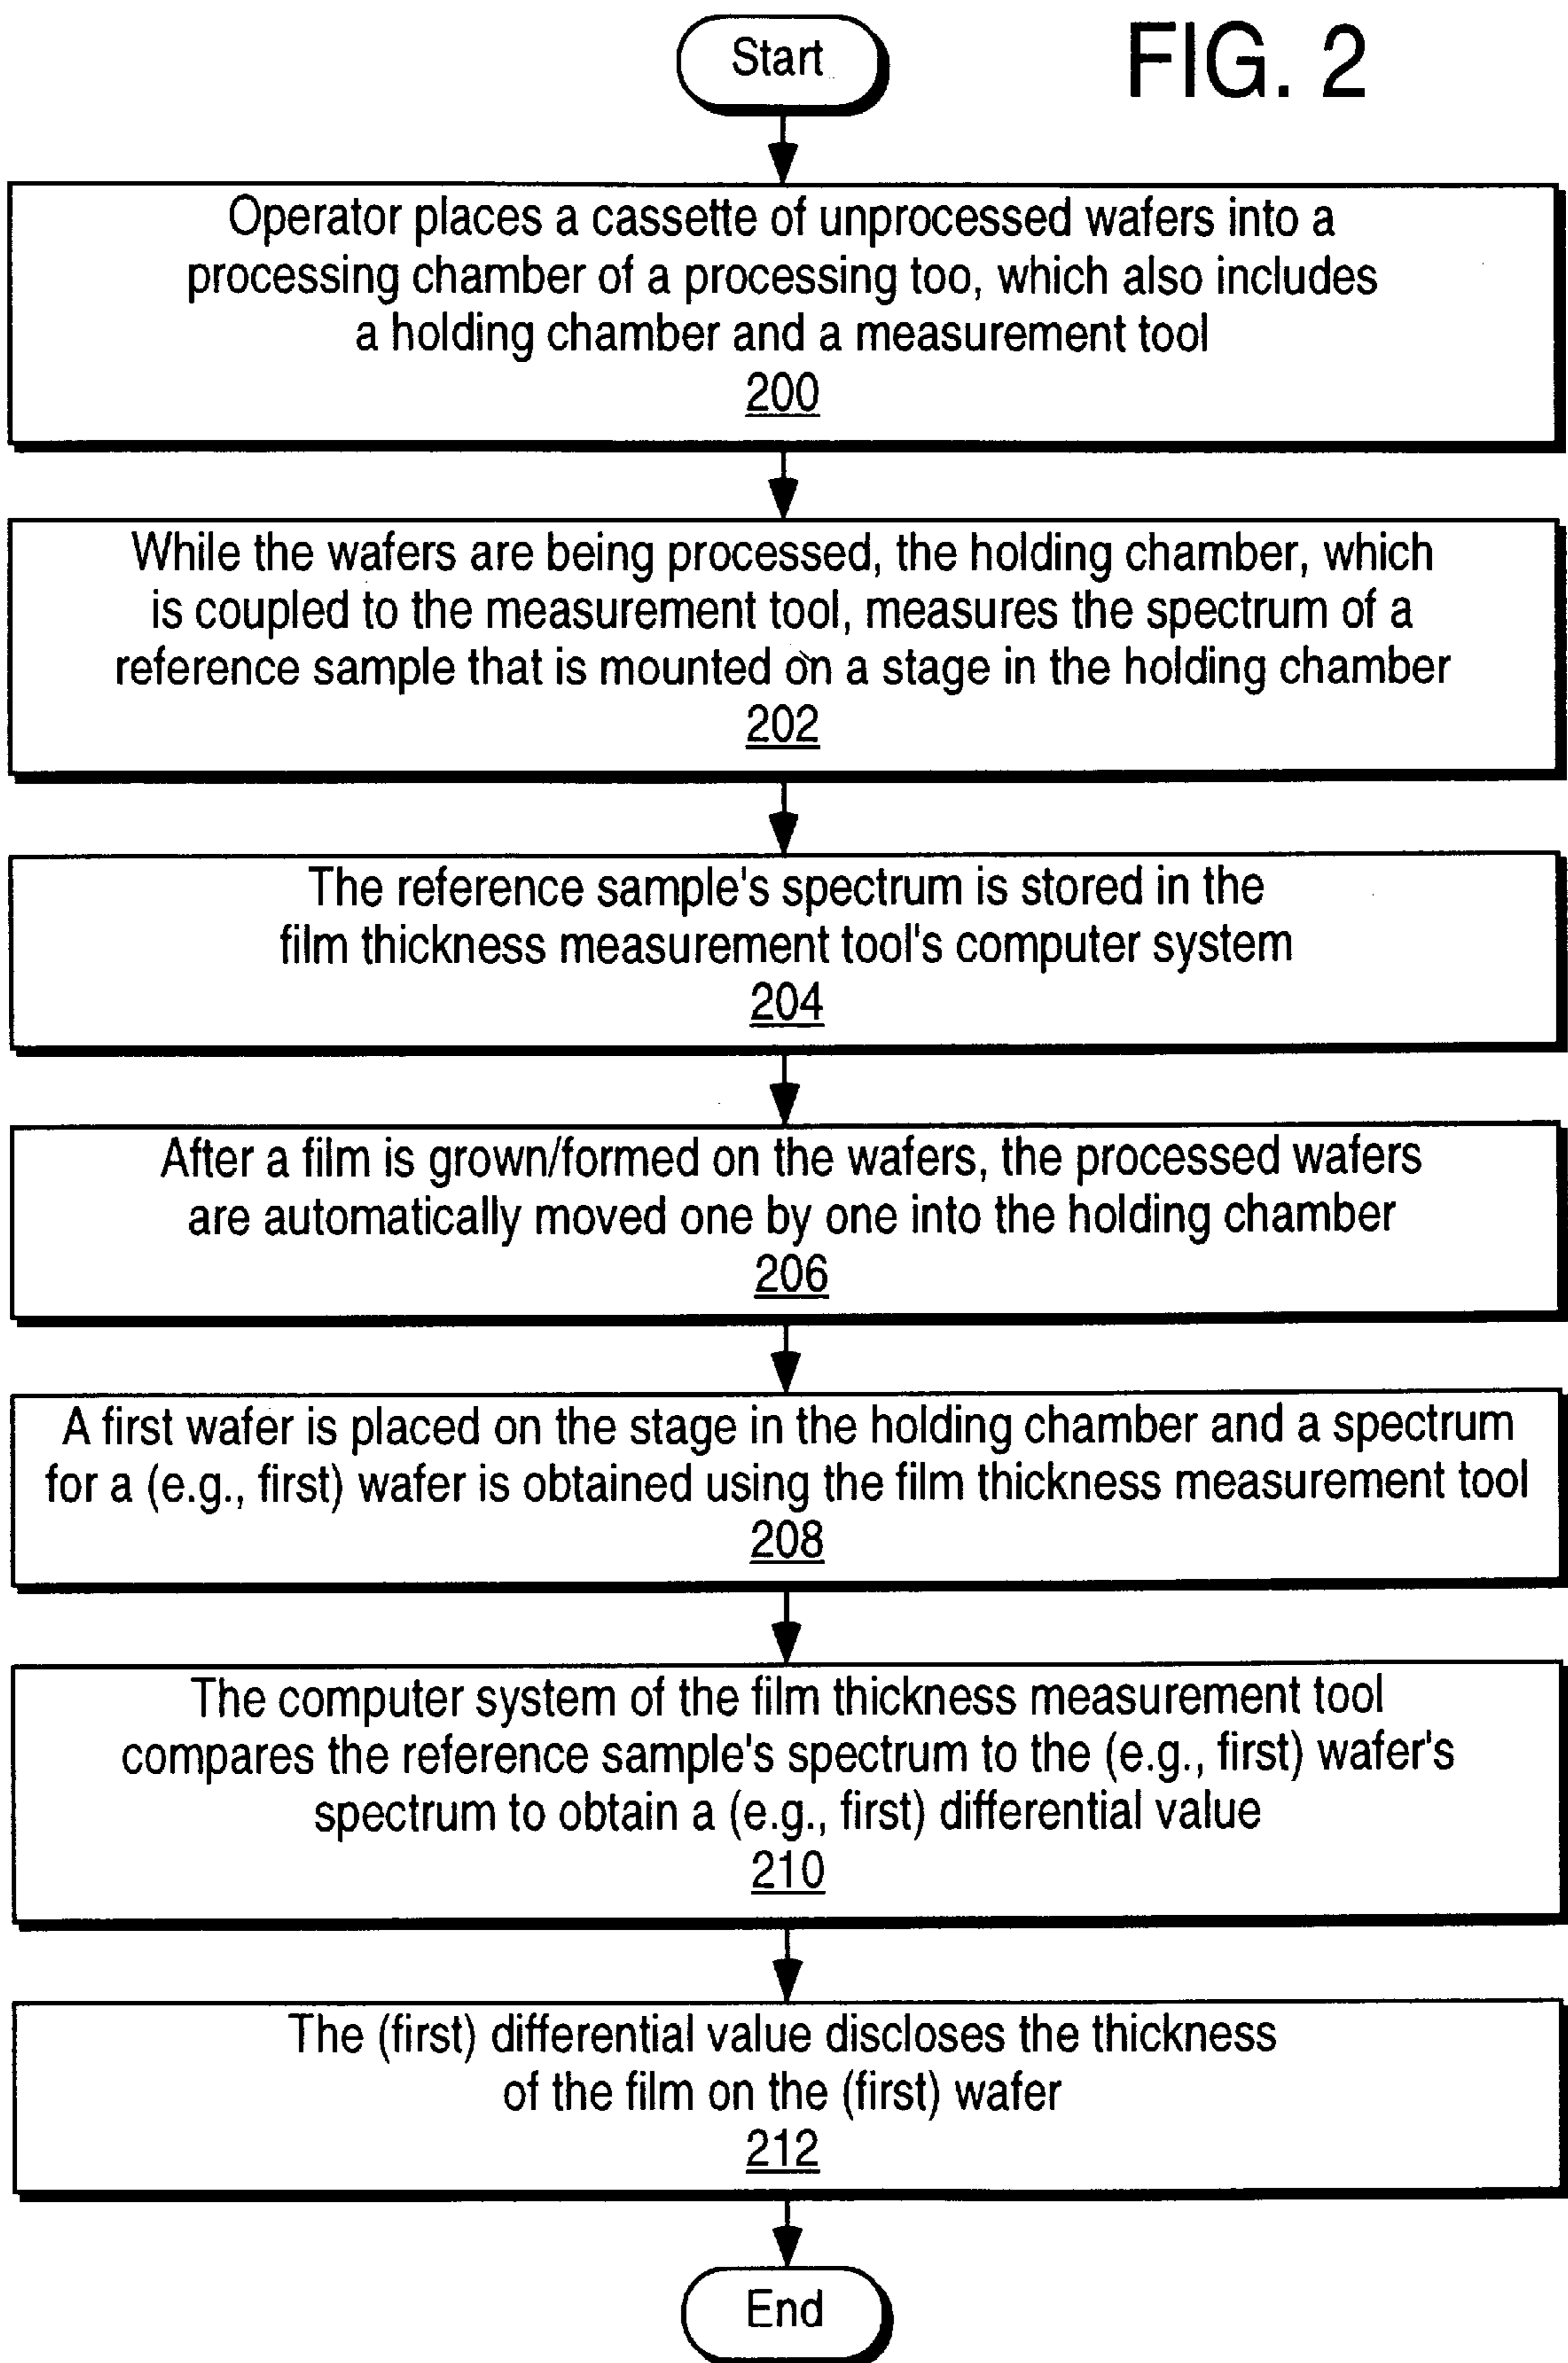 Start
FIG. 2
Operator places a cassette of unprocessed wafers into a
processing chamber of a processing too, which also includes
a holding chamber and a measurement tool
200
While the wafers are being processed, the holding chamber, which
is coupled to the measurement tool, measures the spectrum of a
reference sample that is mounted on a stage in the holding chamber
202
The reference sample's spectrum is stored in the
film thickness measurement tool's computer system
204
After a film is grown/formed on the wafers, the processed wafers
are automatically moved one by one into the holding chamber
206
A first wafer is placed on the stage in the holding chamber and a spectrum
for a (e.g., first) wafer is obtained using the film thickness measurement tool
208
The computer system of the film thickness measurement tool
compares the reference sample's spectrum to the (e.g., first) wafer's
spectrum to obtain a (e.g., first) differential value
210
The (first) differential value discloses the thickness
of the film on the (first) wafer
212
End